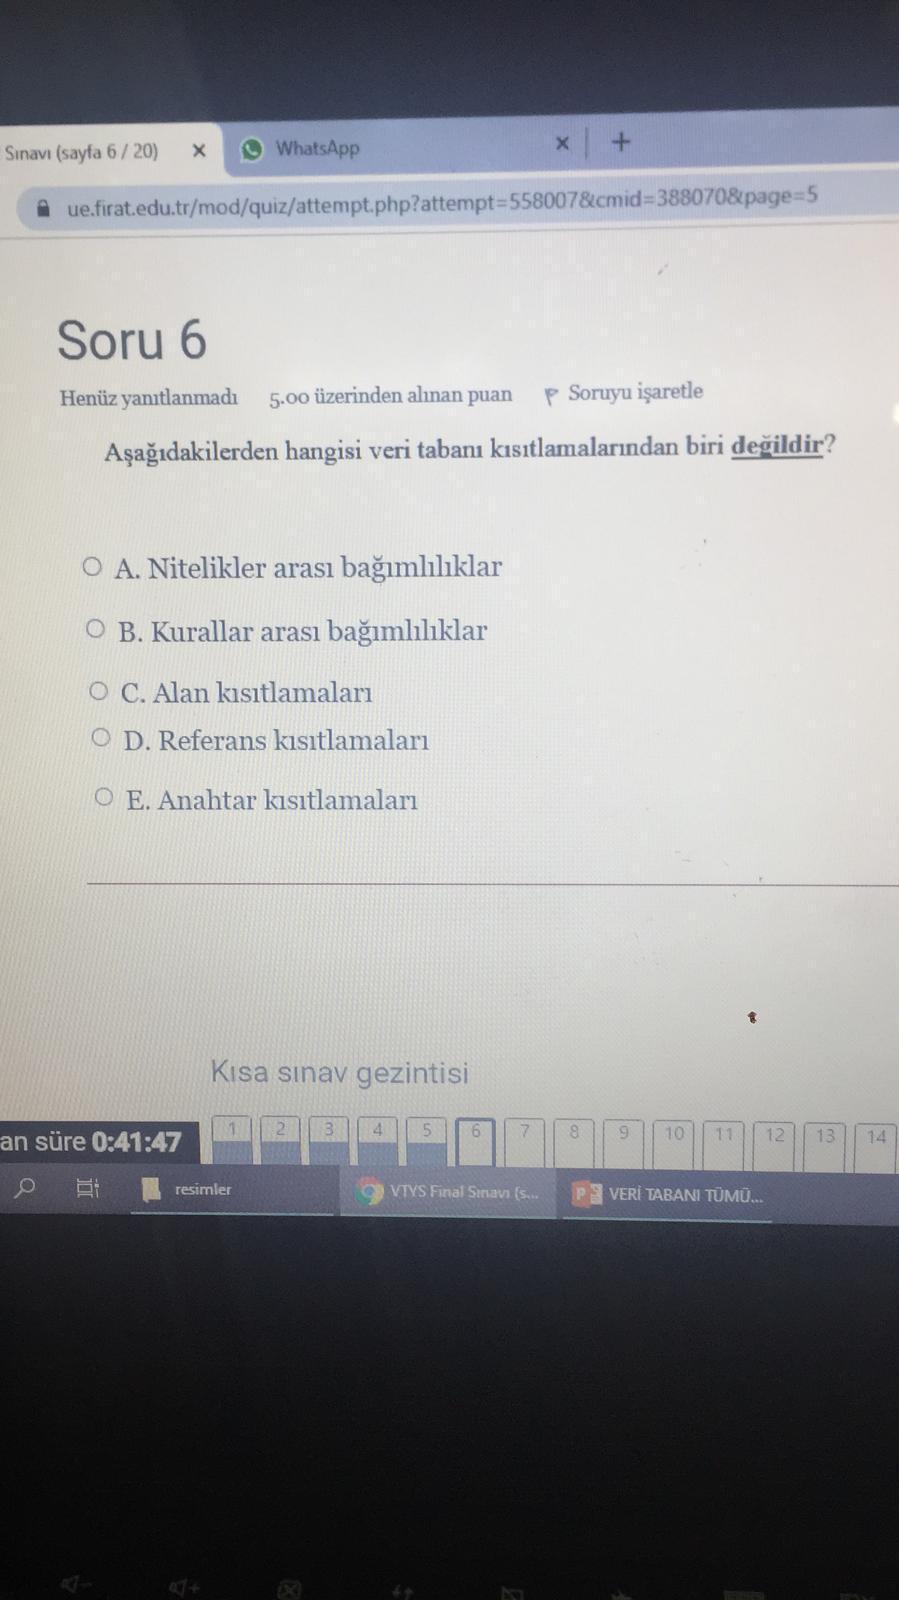 Sınavı (sayfa 6 / 20)
WhatsApp
ue.firat.edu.tr/mod/quiz/attempt.php?attempt=558007&cmid=388070&page=5
Soru 6
Henüz yanıtlanmadı 5.00 üzerinden alınan puan Soruyu işaretle
Aşağıdakilerden hangisi veri tabanı kısıtlamalarından biri değildir?
A. Nitelikler arası bağımlılıklar
B. Kurallar arası bağımlılıklar
C. Alan kısıtlamaları
D. Referans kısıtlamaları
E. Anahtar kısıtlamaları
Kısa sınav gezintisi
an süre 0:41:47
1 2 3 4 5 6 7 8 9 10 11 12 13 14
resimler
VTYS Final Sınavı (s...
VERİ TABANI TÜMÜ...